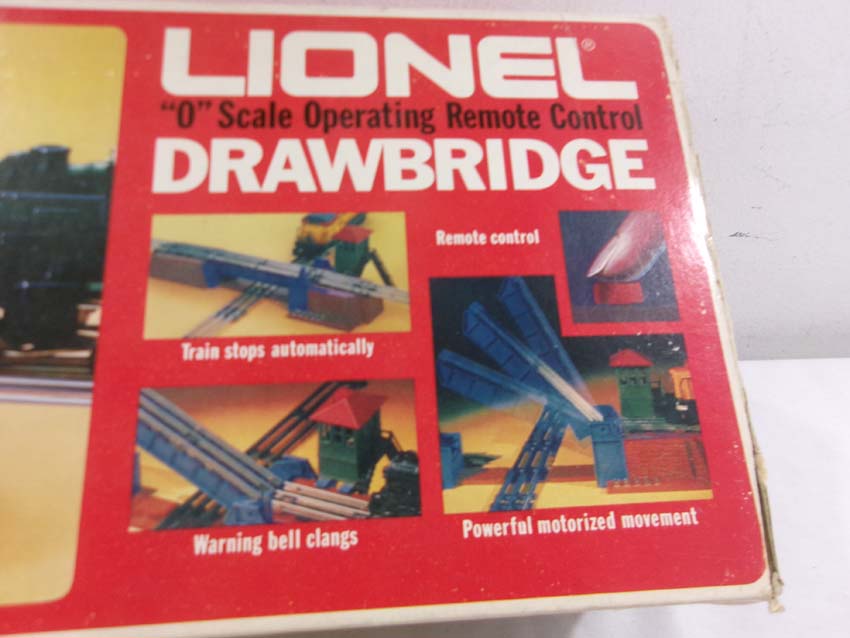 LIONEL®
"O" Scale Operating Remote Control
DRAWBRIDGE
Remote control
Train stops automatically
Warning bell clangs
Powerful motorized movement